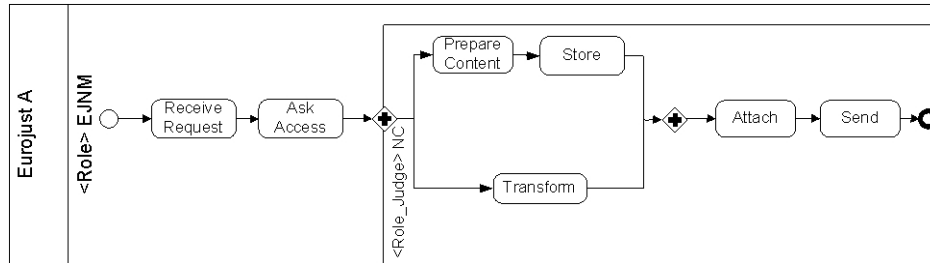 Eurojust A
<Role> EJNM
Receive
Request
Ask
Access
<Role_Judge> NC
Prepare
Content
Store
Transform
Attach
Send